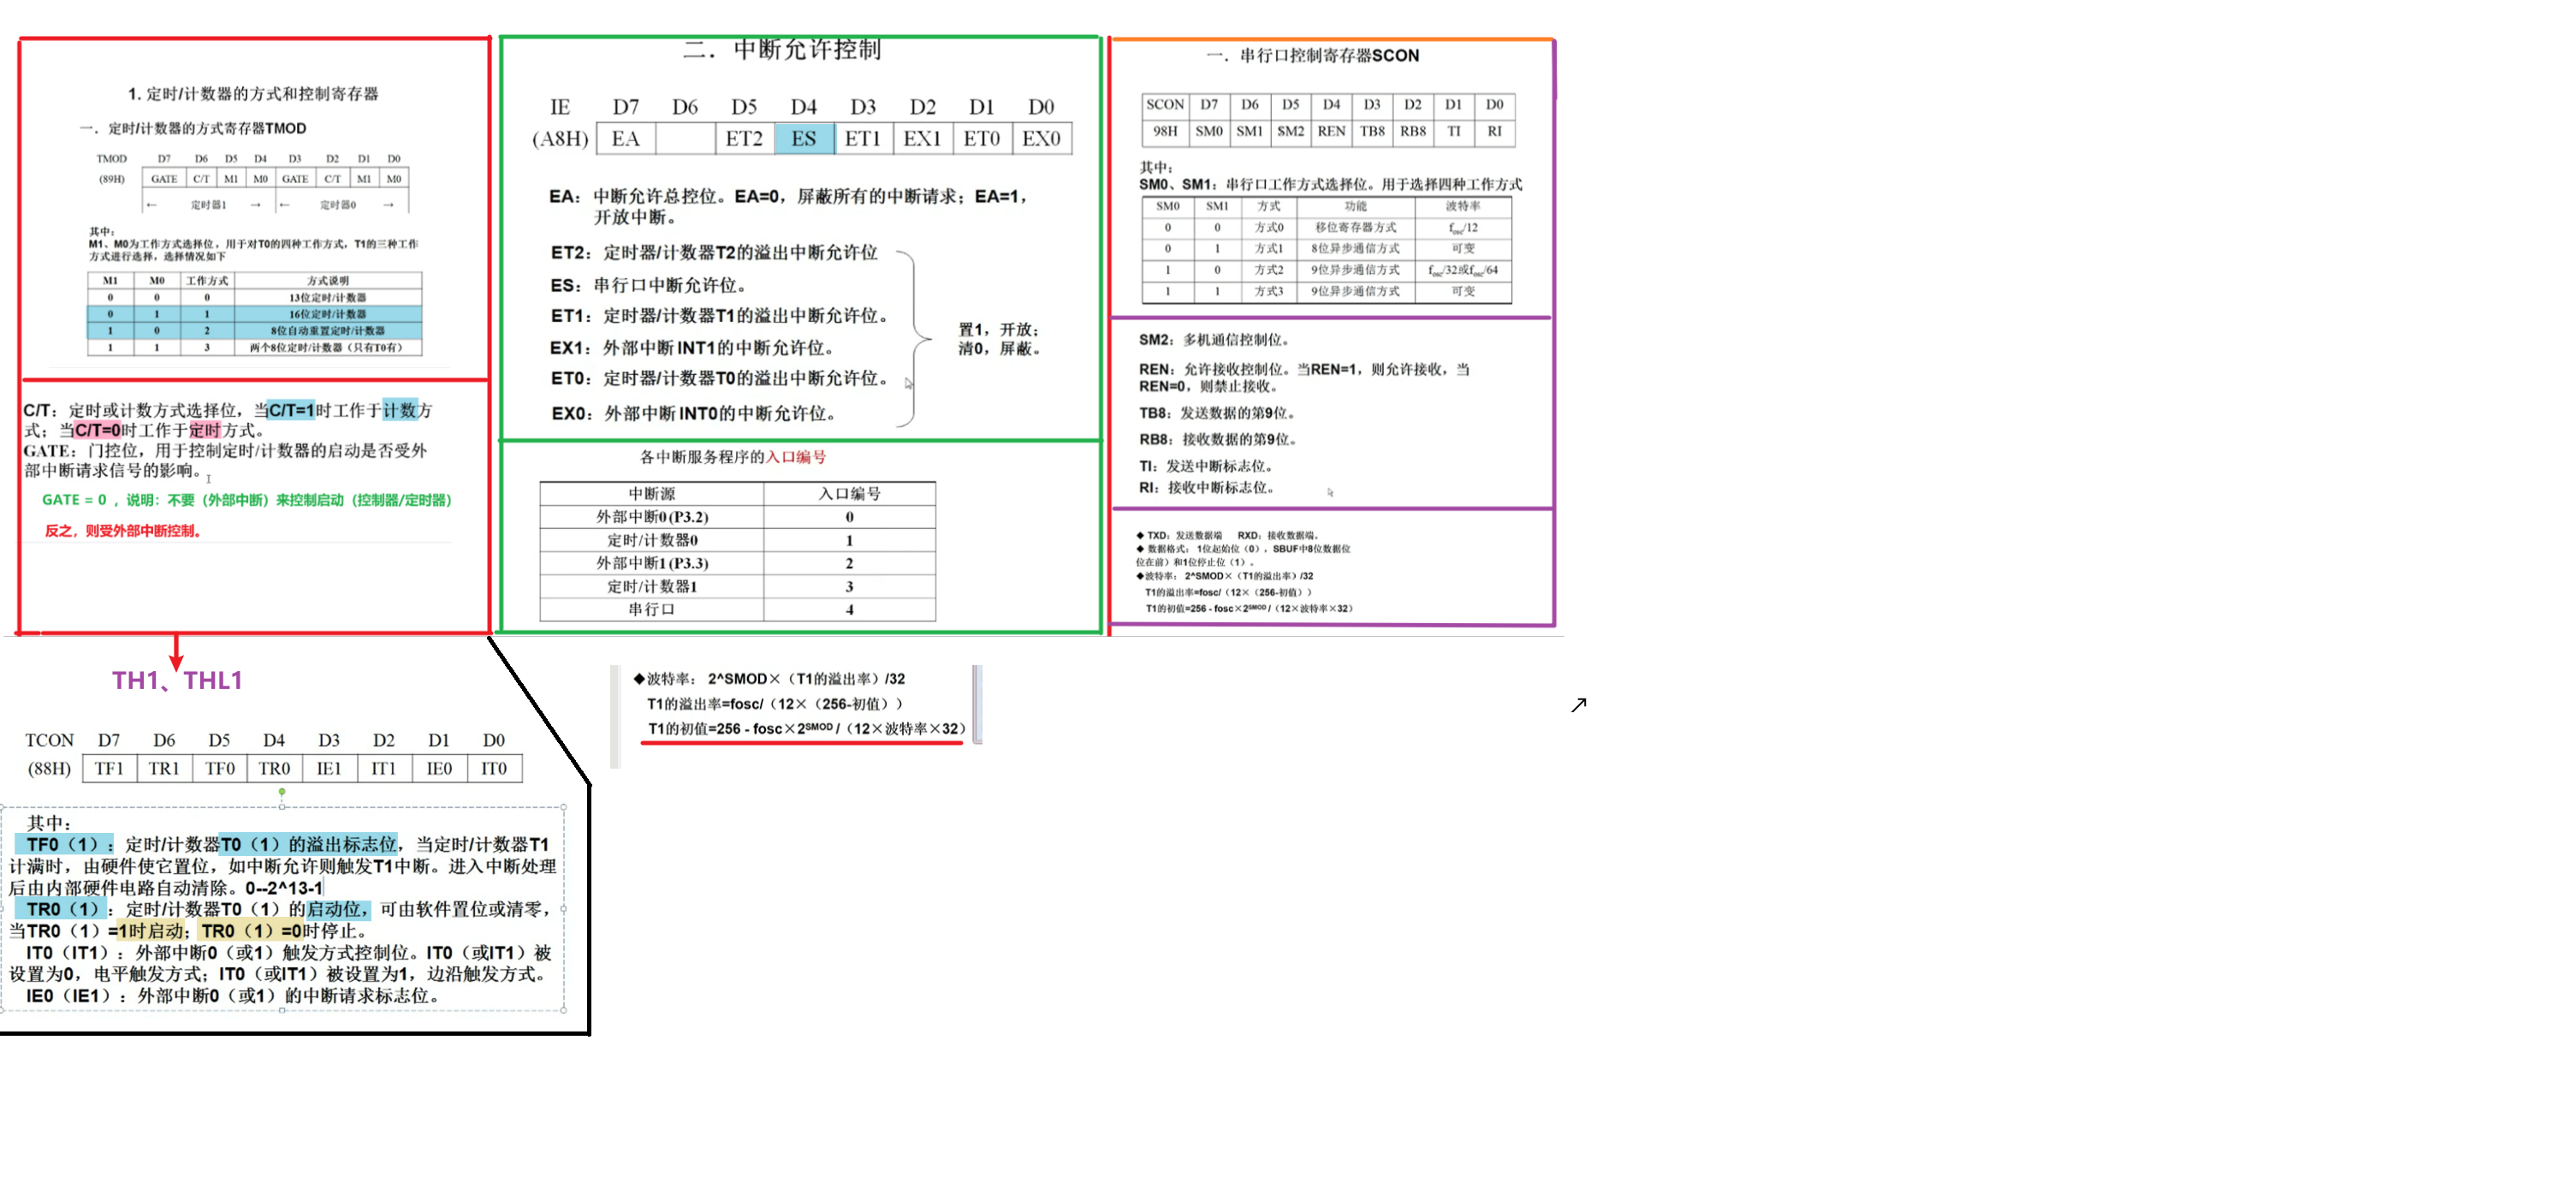 1. 定时/计数器的方式和控制寄存器
一. 定时/计数器的方式寄存器TMOD
TMOD D7 D6 D5 D4 D3 D2 D1 D0
(89H) GATE C/T M1 M0 GATE C/T M1 M0
← 定时器1 → ← 定时器0 →
其中:
M1、M0为工作方式选择位，用于对T0的四种工作方式，T1的三种工作
方式进行选择，选择情况如下
M1 M0 工作方式 方式说明
0 0 0 13位定时/计数器
0 1 1 16位定时/计数器
1 0 2 8位自动重置定时/计数器
1 1 3 两个8位定时/计数器（只有T0有）
C/T：定时或计数方式选择位，当C/T=1时工作于计数方
式；当C/T=0时工作于定时方式。
GATE：门控位，用于控制定时/计数器的启动是否受外
部中断请求信号的影响。
GATE = 0 ，说明：不要（外部中断）来控制启动（控制器/定时器）
反之，则受外部中断控制。
二. 中断允许控制
IE D7 D6 D5 D4 D3 D2 D1 D0
(A8H) EA ET2 ES ET1 EX1 ET0 EX0
EA：中断允许总控位。EA=0，屏蔽所有的中断请求；EA=1，
开放中断。
ET2：定时器/计数器T2的溢出中断允许位
ES：串行口中断允许位。
ET1：定时器/计数器T1的溢出中断允许位。
EX1：外部中断INT1的中断允许位。
ET0：定时器/计数器T0的溢出中断允许位。
EX0：外部中断INT0的中断允许位。
置1，开放；
清0，屏蔽。
各中断服务程序的入口编号
中断源 入口编号
外部中断0(P3.2) 0
定时/计数器0 1
外部中断1(P3.3) 2
定时/计数器1 3
串行口 4
一. 串行口控制寄存器SCON
SCON D7 D6 D5 D4 D3 D2 D1 D0
98H SM0 SM1 SM2 REN TB8 RB8 TI RI
其中:
SM0、SM1：串行口工作方式选择位。用于选择四种工作方式
SM0 SM1 方式 功能 波特率
0 0 方式0 移位寄存器方式 fosc/12
0 1 方式1 8位异步通信方式 可变
1 0 方式2 9位异步通信方式 fosc/32或fosc/64
1 1 方式3 9位异步通信方式 可变
SM2：多机通信控制位。
REN：允许接收控制位。当REN=1，则允许接收，当
REN=0，则禁止接收。
TB8：发送数据的第9位。
RB8：接收数据的第9位。
TI：发送中断标志位。
RI：接收中断标志位。
◆ TXD：发送数据端 RXD：接收数据端。
◆ 数据格式：1位起始位（0），SBUF中8位数据位
位在前）和1位停止位（1）。
◆波特率：2^SMOD×（T1的溢出率）/32
T1的溢出率=fosc/（12×（256-初值））
T1的初值=256 - fosc×2^SMOD /（12×波特率×32）
TH1、THL1
TCON D7 D6 D5 D4 D3 D2 D1 D0
(88H) TF1 TR1 TF0 TR0 IE1 IT1 IE0 IT0
其中:
TF0（1）：定时/计数器T0（1）的溢出标志位，当定时/计数器T1
计满时，由硬件使它置位，如中断允许则触发T1中断。进入中断处理
后由内部硬件电路自动清除。0--2^13-1
TR0（1）：定时/计数器T0（1）的启动位，可由软件置位或清零，
当TR0（1）=1时启动；TR0（1）=0时停止。
IT0（IT1）：外部中断0（或1）触发方式控制位。IT0（或IT1）被
设置为0，电平触发方式；IT0（或IT1）被设置为1，边沿触发方式。
IE0（IE1）：外部中断0（或1）的中断请求标志位。
◆波特率：2^SMOD×（T1的溢出率）/32
T1的溢出率=fosc/（12×（256-初值））
T1的初值=256 - fosc×2^SMOD /（12×波特率×32）